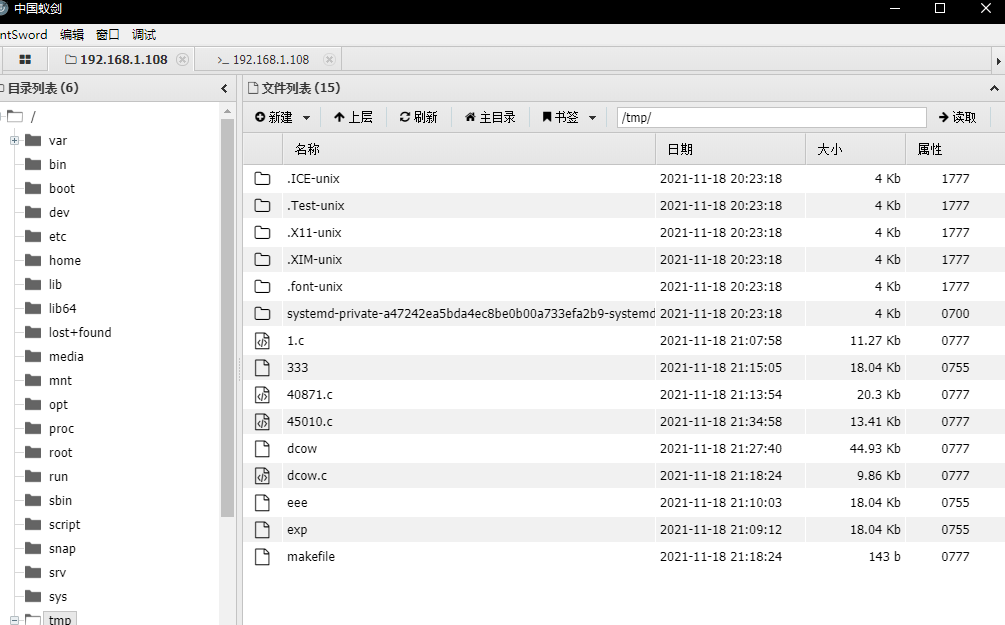 中国蚁剑
ntSword 编辑 窗口 调试
192.168.1.108 >_ 192.168.1.108
目录列表 (6)
/
var
bin
boot
dev
etc
home
lib
lib64
lost+found
media
mnt
opt
proc
root
run
sbin
script
snap
srv
sys
tmp
文件列表 (15)
新建 上层 刷新 主目录 书签 /tmp/ 读取
名称 日期 大小 属性
.ICE-unix 2021-11-18 20:23:18 4 Kb 1777
.Test-unix 2021-11-18 20:23:18 4 Kb 1777
.X11-unix 2021-11-18 20:23:18 4 Kb 1777
.XIM-unix 2021-11-18 20:23:18 4 Kb 1777
.font-unix 2021-11-18 20:23:18 4 Kb 1777
systemd-private-a47242ea5bda4ec8be0b00a733efa2b9-systemd 2021-11-18 20:23:18 4 Kb 0700
1.c 2021-11-18 21:07:58 11.27 Kb 0777
333 2021-11-18 21:15:05 18.04 Kb 0755
40871.c 2021-11-18 21:13:54 20.3 Kb 0777
45010.c 2021-11-18 21:34:58 13.41 Kb 0777
dcow 2021-11-18 21:27:40 44.93 Kb 0777
dcow.c 2021-11-18 21:18:24 9.86 Kb 0777
eee 2021-11-18 21:10:03 18.04 Kb 0755
exp 2021-11-18 21:09:12 18.04 Kb 0755
makefile 2021-11-18 21:18:24 143 b 0777